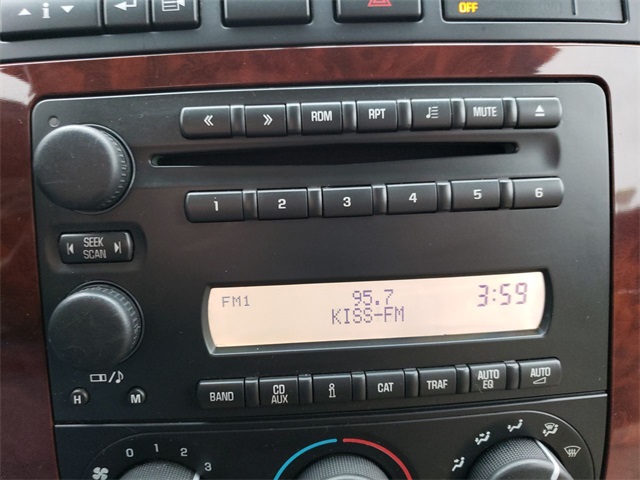 i
OFF
« » RDM RPT MUTE
1 2 3 4 5 6
SEEK
SCAN
FM1 95.7 3:59
KISS-FM
H M
BAND CD AUX i CAT TRAF AUTO EQ AUTO
0 1 2 3